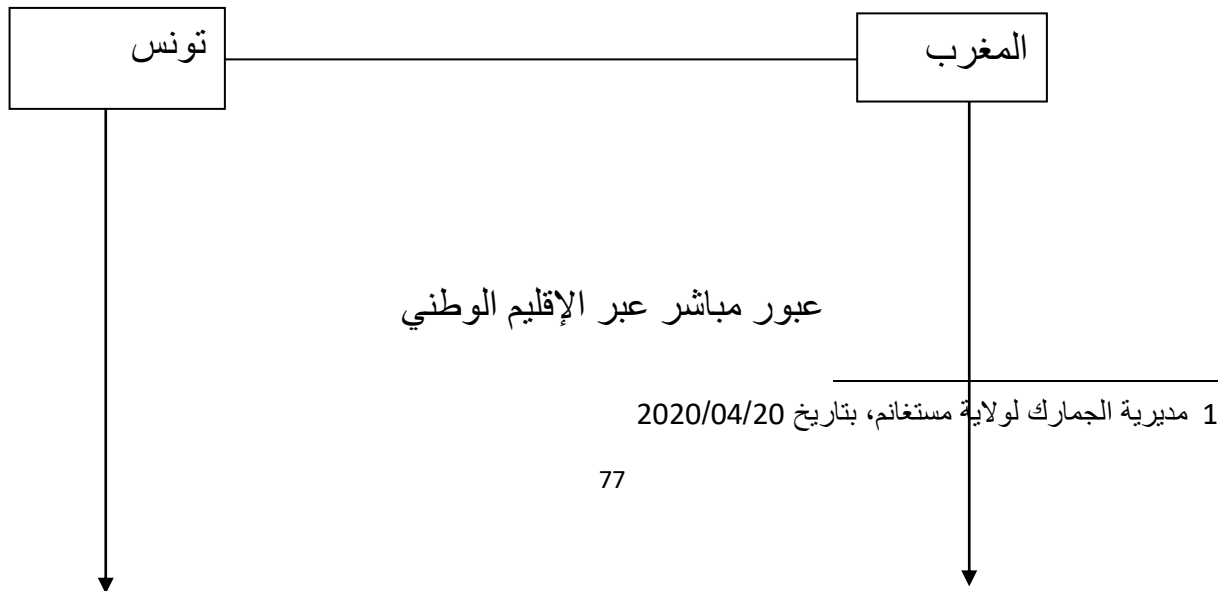 المغرب
تونس
عبور مباشر عبر الإقليم الوطني
1 مديرية الجمارك لولاية مستغانم، بتاريخ 2020/04/20
77